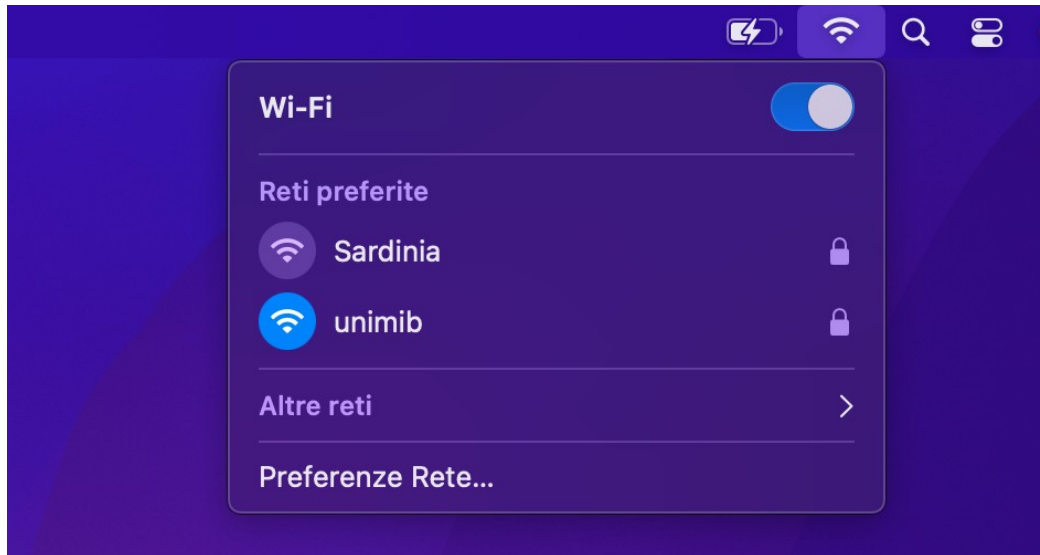 Wi-Fi
Reti preferite
Sardinia
unimib
Altre reti
Preferenze Rete...